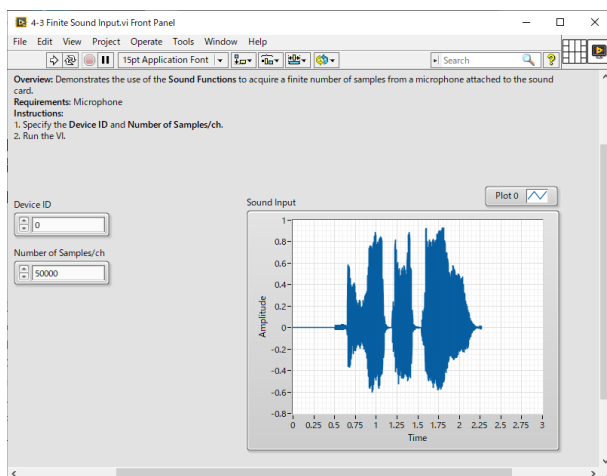 4-3 Finite Sound Input.vi Front Panel
File Edit View Project Operate Tools Window Help
15pt Application Font
Search
Overview: Demonstrates the use of the Sound Functions to acquire a finite number of samples from a microphone attached to the sound
card.
Requirements: Microphone
Instructions:
1. Specify the Device ID and Number of Samples/ch.
2. Run the VI.
Plot 0
Device ID
0
Number of Samples/ch
50000
Sound Input
Amplitude
1
0.8
0.6
0.4
0.2
0
-0.2
-0.4
-0.6
-0.8
0 0.25 0.5 0.75 1 1.25 1.5 1.75 2 2.25 2.5 2.75 3
Time